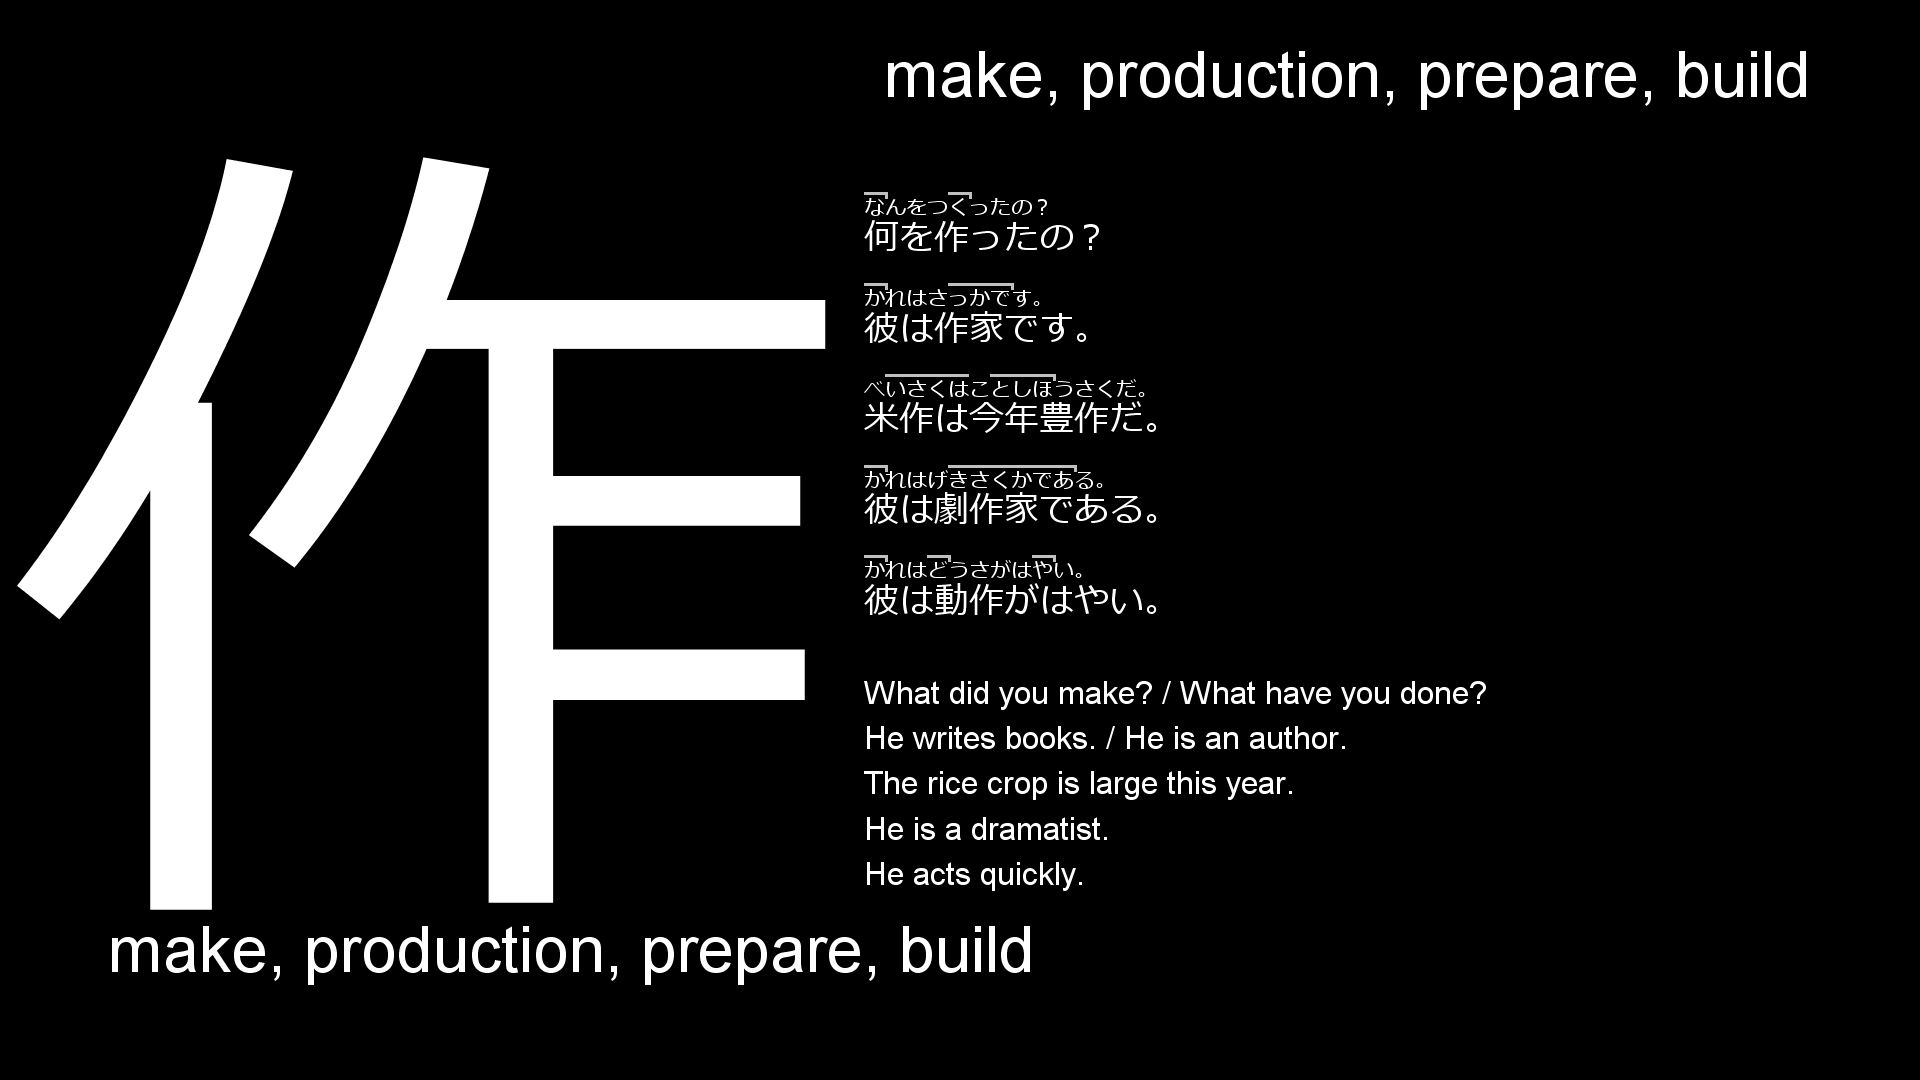 make, production, prepare, build
作
なんをつくったの？
何を作ったの？
かれはさっかです。
彼は作家です。
べいさくはことしほうさくだ。
米作は今年豊作だ。
かれはげきさくかである。
彼は劇作家である。
かれはどうさがはやい。
彼は動作がはやい。
What did you make? / What have you done?
He writes books. / He is an author.
The rice crop is large this year.
He is a dramatist.
He acts quickly.
make, production, prepare, build